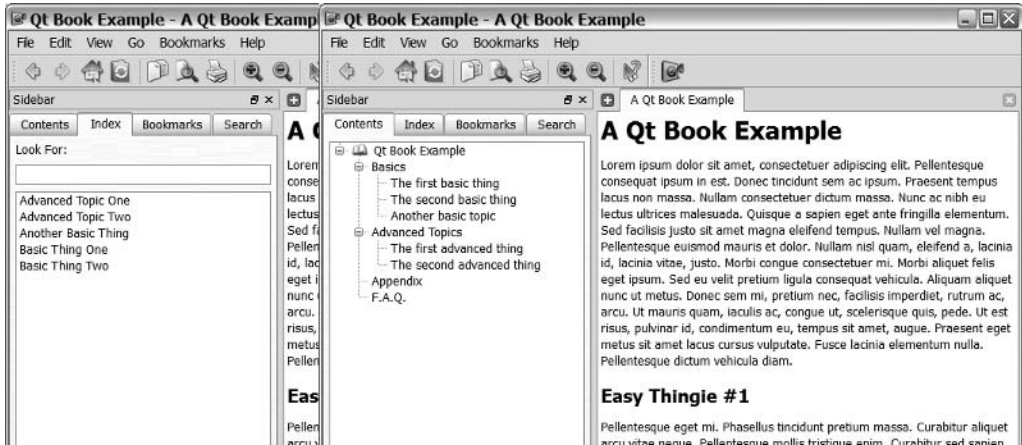 Qt Book Example - A Qt Book Examp
File Edit View Go Bookmarks Help
Sidebar
Contents Index Bookmarks Search
Look For:
Advanced Topic One
Advanced Topic Two
Another Basic Thing
Basic Thing One
Basic Thing Two
A
Lorem
conse
lacus
lectus
Sed fa
Pellen
id, lac
eget i
nunc
arcu.
risus,
metus
Pellen
Eas
Pellen
arcu v
Qt Book Example - A Qt Book Example
File Edit View Go Bookmarks Help
Sidebar
Contents Index Bookmarks Search
Qt Book Example
Basics
The first basic thing
The second basic thing
Another basic topic
Advanced Topics
The first advanced thing
The second advanced thing
Appendix
F.A.Q.
A Qt Book Example
A Qt Book Example
Lorem ipsum dolor sit amet, consectetuer adipiscing elit. Pellentesque
consequat ipsum in est. Donec tincidunt sem ac ipsum. Praesent tempus
lacus non massa. Nullam consectetuer dictum massa. Nunc ac nibh eu
lectus ultrices malesuada. Quisque a sapien eget ante fringilla elementum.
Sed facilisis justo sit amet magna eleifend tempus. Nullam vel magna.
Pellentesque euismod mauris et dolor. Nullam nisl quam, eleifend a, lacinia
id, lacinia vitae, justo. Morbi congue consectetuer mi. Morbi aliquet felis
eget ipsum. Sed eu velit pretium ligula consequat vehicula. Aliquam aliquet
nunc ut metus. Donec sem mi, pretium nec, facilisis imperdiet, rutrum ac,
arcu. Ut mauris quam, iaculis ac, congue ut, scelerisque quis, pede. Ut est
risus, pulvinar id, condimentum eu, tempus sit amet, augue. Praesent eget
metus sit amet lacus cursus vulputate. Fusce lacinia elementum nulla.
Pellentesque dictum vehicula diam.
Easy Thingie #1
Pellentesque eget mi. Phasellus tincidunt pretium massa. Curabitur aliquet
arcu vitae neque. Pellentesque mollis tristique enim. Curabitur sed sapien